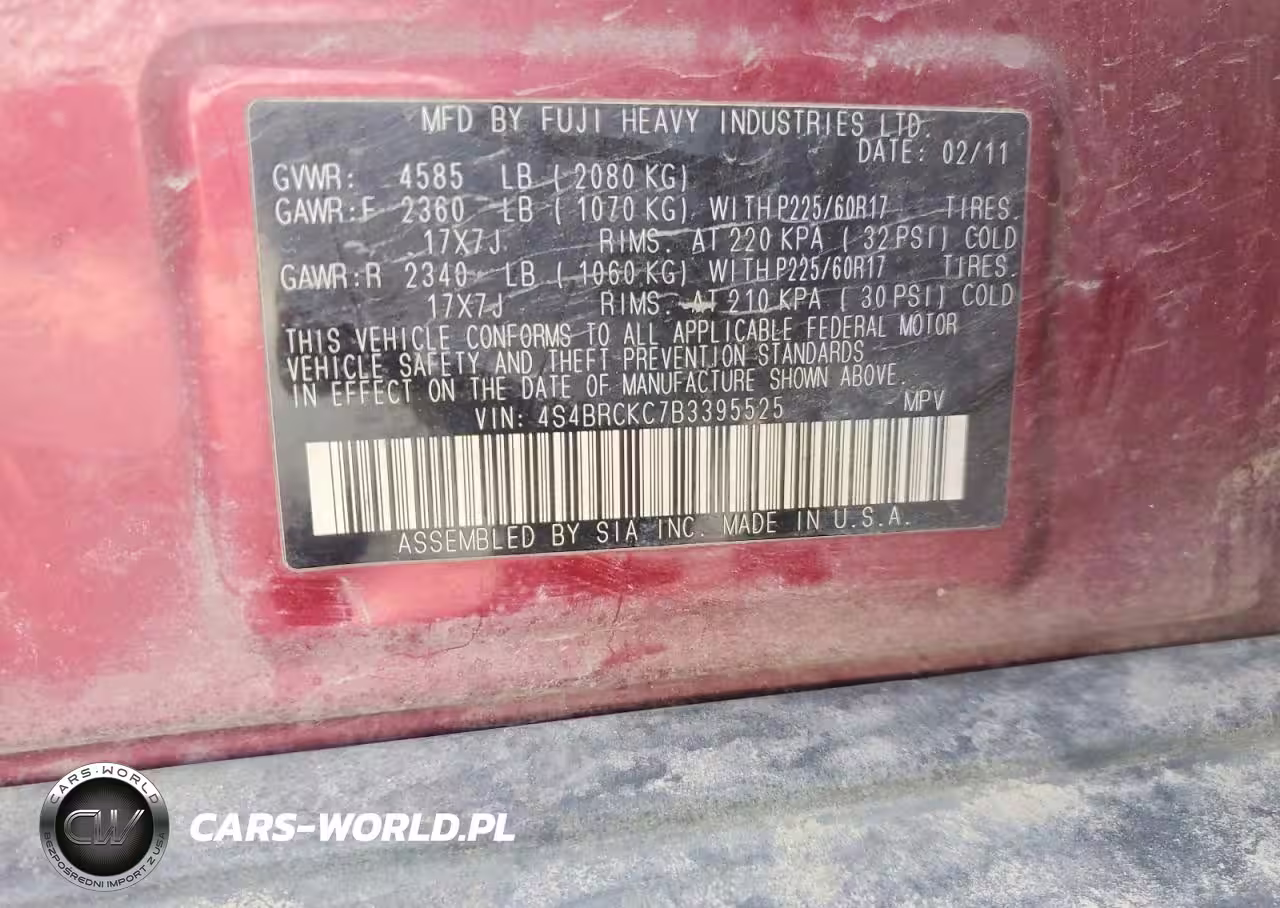 MFD BY FUJI HEAVY INDUSTRIES LTD.
DATE: 02/11
GVWR: 4585 LB ( 2080 KG)
GAWR:F 2360 LB ( 1070 KG) WITH P225/60R17 TIRES.
17X7J RIMS. AT 220 KPA ( 32 PSI) COLD
GAWR:R 2340 LB ( 1060 KG) WITH P225/60R17 TIRES.
17X7J RIMS. AT 210 KPA ( 30 PSI) COLD
THIS VEHICLE CONFORMS TO ALL APPLICABLE FEDERAL MOTOR
VEHICLE SAFETY AND THEFT PREVENTION STANDARDS
IN EFFECT ON THE DATE OF MANUFACTURE SHOWN ABOVE.
VIN: 4S4BRCKC7B3395525 MPV
ASSEMBLED BY SIA INC. MADE IN U.S.A.
CARS-WORLD
CW
BEZPOŚREDNI IMPORT Z USA
CARS-WORLD.PL